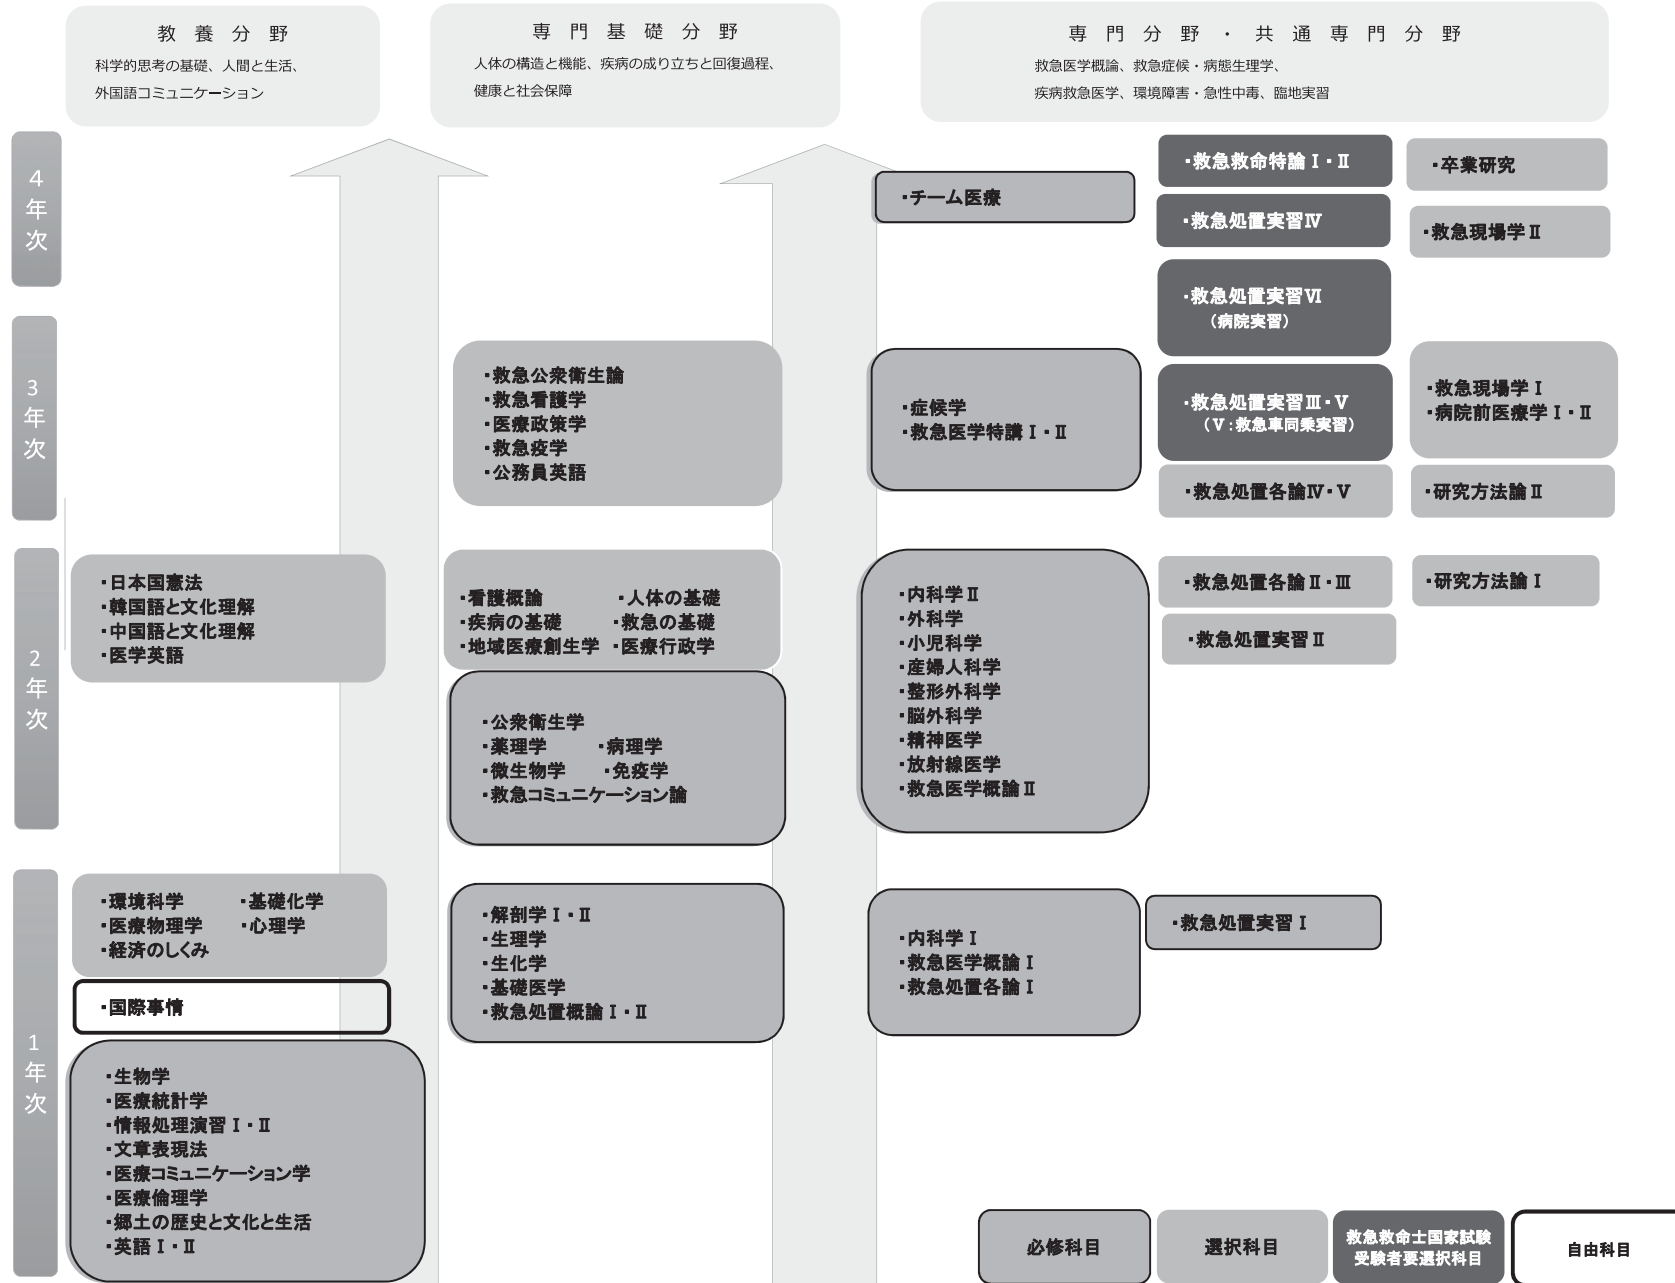 教養分野
科学的思考の基礎、人間と生活、
外国語コミュニケーション
専門基礎分野
人体の構造と機能、疾病の成り立ちと回復過程、
健康と社会保障
専門分野・共通専門分野
救急医学概論、救急症候・病態生理学、
疾病救急医学、環境障害・急性中毒、臨地実習
4年次
・チーム医療
・救急救命特論Ⅰ・Ⅱ
・救急処置実習Ⅳ
・救急処置実習Ⅵ
（病院実習）
・卒業研究
・救急現場学Ⅱ
3年次
・救急公衆衛生論
・救急看護学
・医療政策学
・救急疫学
・公務員英語
・症候学
・救急医学特講Ⅰ・Ⅱ
・救急処置実習Ⅲ・Ⅴ
（Ⅴ：救急車同乗実習）
・救急処置各論Ⅳ・Ⅴ
・救急現場学Ⅰ
・病院前医療学Ⅰ・Ⅱ
・研究方法論Ⅱ
2年次
・日本国憲法
・韓国語と文化理解
・中国語と文化理解
・医学英語
・看護概論 ・人体の基礎
・疾病の基礎 ・救急の基礎
・地域医療創生学 ・医療行政学
・公衆衛生学
・薬理学 ・病理学
・微生物学 ・免疫学
・救急コミュニケーション論
・内科学Ⅱ
・外科学
・小児科学
・産婦人科学
・整形外科学
・脳外科学
・精神医学
・放射線医学
・救急医学概論Ⅱ
・救急処置各論Ⅱ・Ⅲ
・救急処置実習Ⅱ
・研究方法論Ⅰ
1年次
・環境科学 ・基礎化学
・医療物理学 ・心理学
・経済のしくみ
・国際事情
・生物学
・医療統計学
・情報処理演習Ⅰ・Ⅱ
・文章表現法
・医療コミュニケーション学
・医療倫理学
・郷土の歴史と文化と生活
・英語Ⅰ・Ⅱ
・解剖学Ⅰ・Ⅱ
・生理学
・生化学
・基礎医学
・救急処置概論Ⅰ・Ⅱ
・内科学Ⅰ
・救急医学概論Ⅰ
・救急処置各論Ⅰ
・救急処置実習Ⅰ
必修科目
選択科目
救急救命士国家試験
受験者要選択科目
自由科目